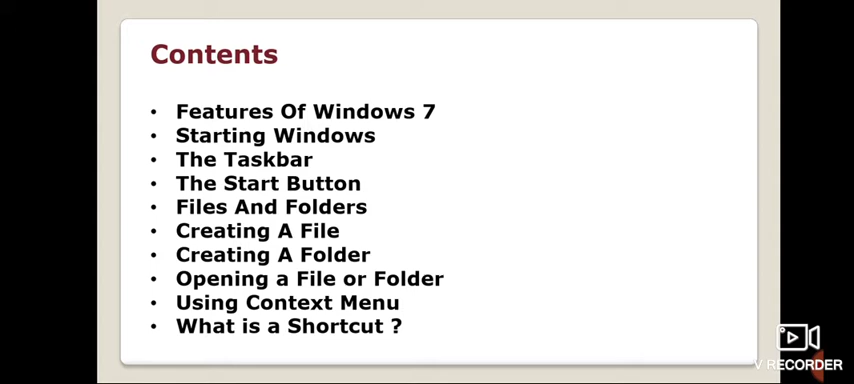 Contents
• Features Of Windows 7
• Starting Windows
• The Taskbar
• The Start Button
• Files And Folders
• Creating A File
• Creating A Folder
• Opening a File or Folder
• Using Context Menu
• What is a Shortcut ?
V RECORDER